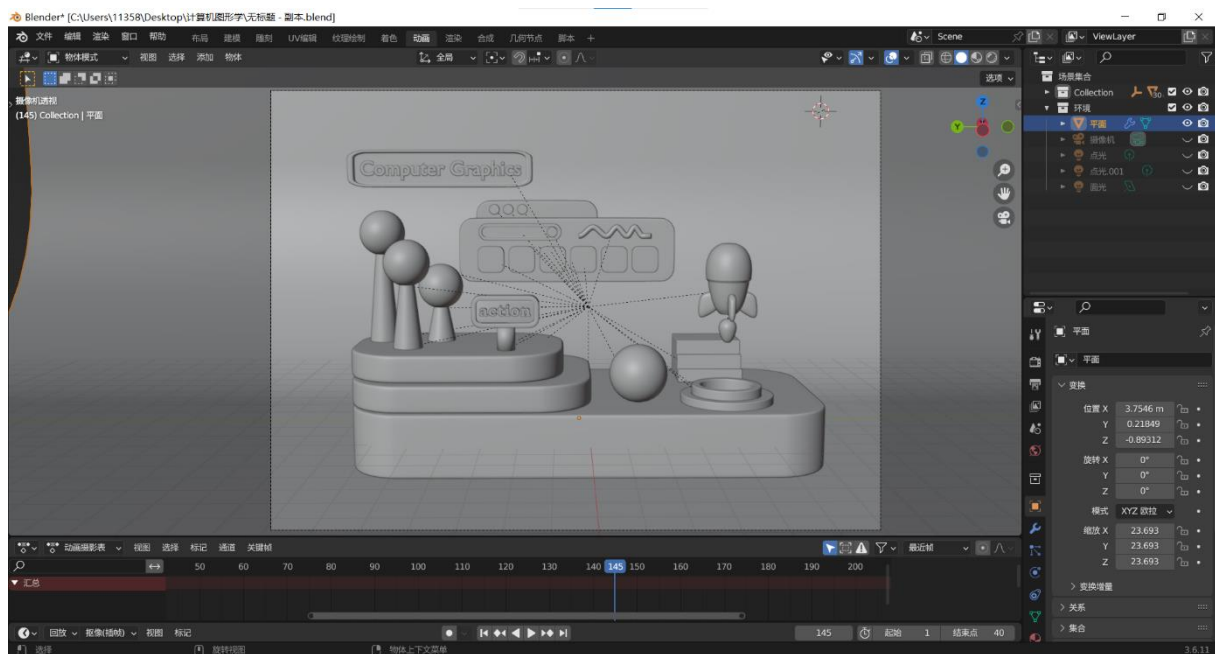 Blender* [C:\Users\11358\Desktop\计算机图形学\无标题 - 副本.blend]
文件 编辑 渲染 窗口 帮助 布局 建模 雕刻 UV编辑 纹理绘制 着色 动画 渲染 合成 几何节点 脚本 + Scene ViewLayer
物体模式 视图 选择 添加 物体 全局
选项
摄像机透视
(145) Collection | 平面
Z
Y
Computer Graphics
action
场景集合
Collection 30
环境
平面
摄像机
点光
点光.001
面光
平面
平面
变换
位置 X 3.7546 m
Y 0.21849
Z -0.89312
旋转 X 0°
Y 0°
Z 0°
模式 XYZ 欧拉
缩放 X 23.693
Y 23.693
Z 23.693
变换增量
关系
集合
动画摄影表 视图 选择 标记 通道 关键帧 最近帧
50 60 70 80 90 100 110 120 130 140 145 150 160 170 180 190 200
汇总
回放 抠像(插帧) 视图 标记 145 起始 1 结束点 40
选择 旋转视图 物体上下文菜单 3.6.11